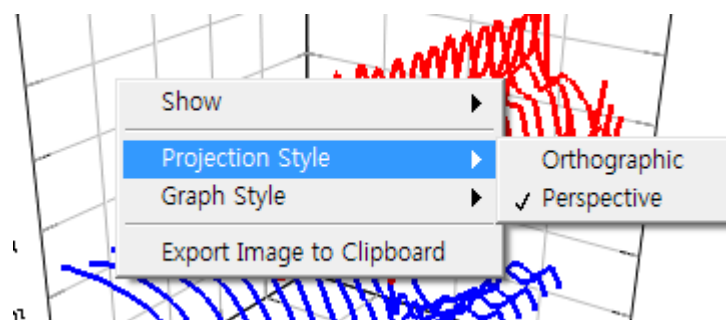 Show
Projection Style
Orthographic
Graph Style
Perspective
Export Image to Clipboard